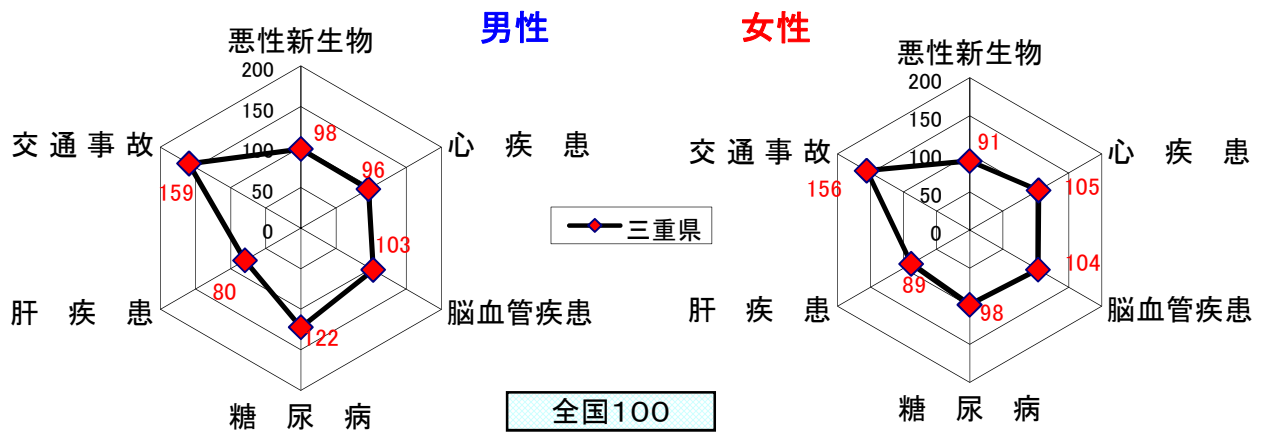 男性
悪性新生物
心疾患
脳血管疾患
糖尿病
肝疾患
交通事故
200
150
100
50
0
98
96
103
122
80
159
三重県
全国100
女性
悪性新生物
心疾患
脳血管疾患
糖尿病
肝疾患
交通事故
200
150
100
50
0
91
105
104
98
89
156